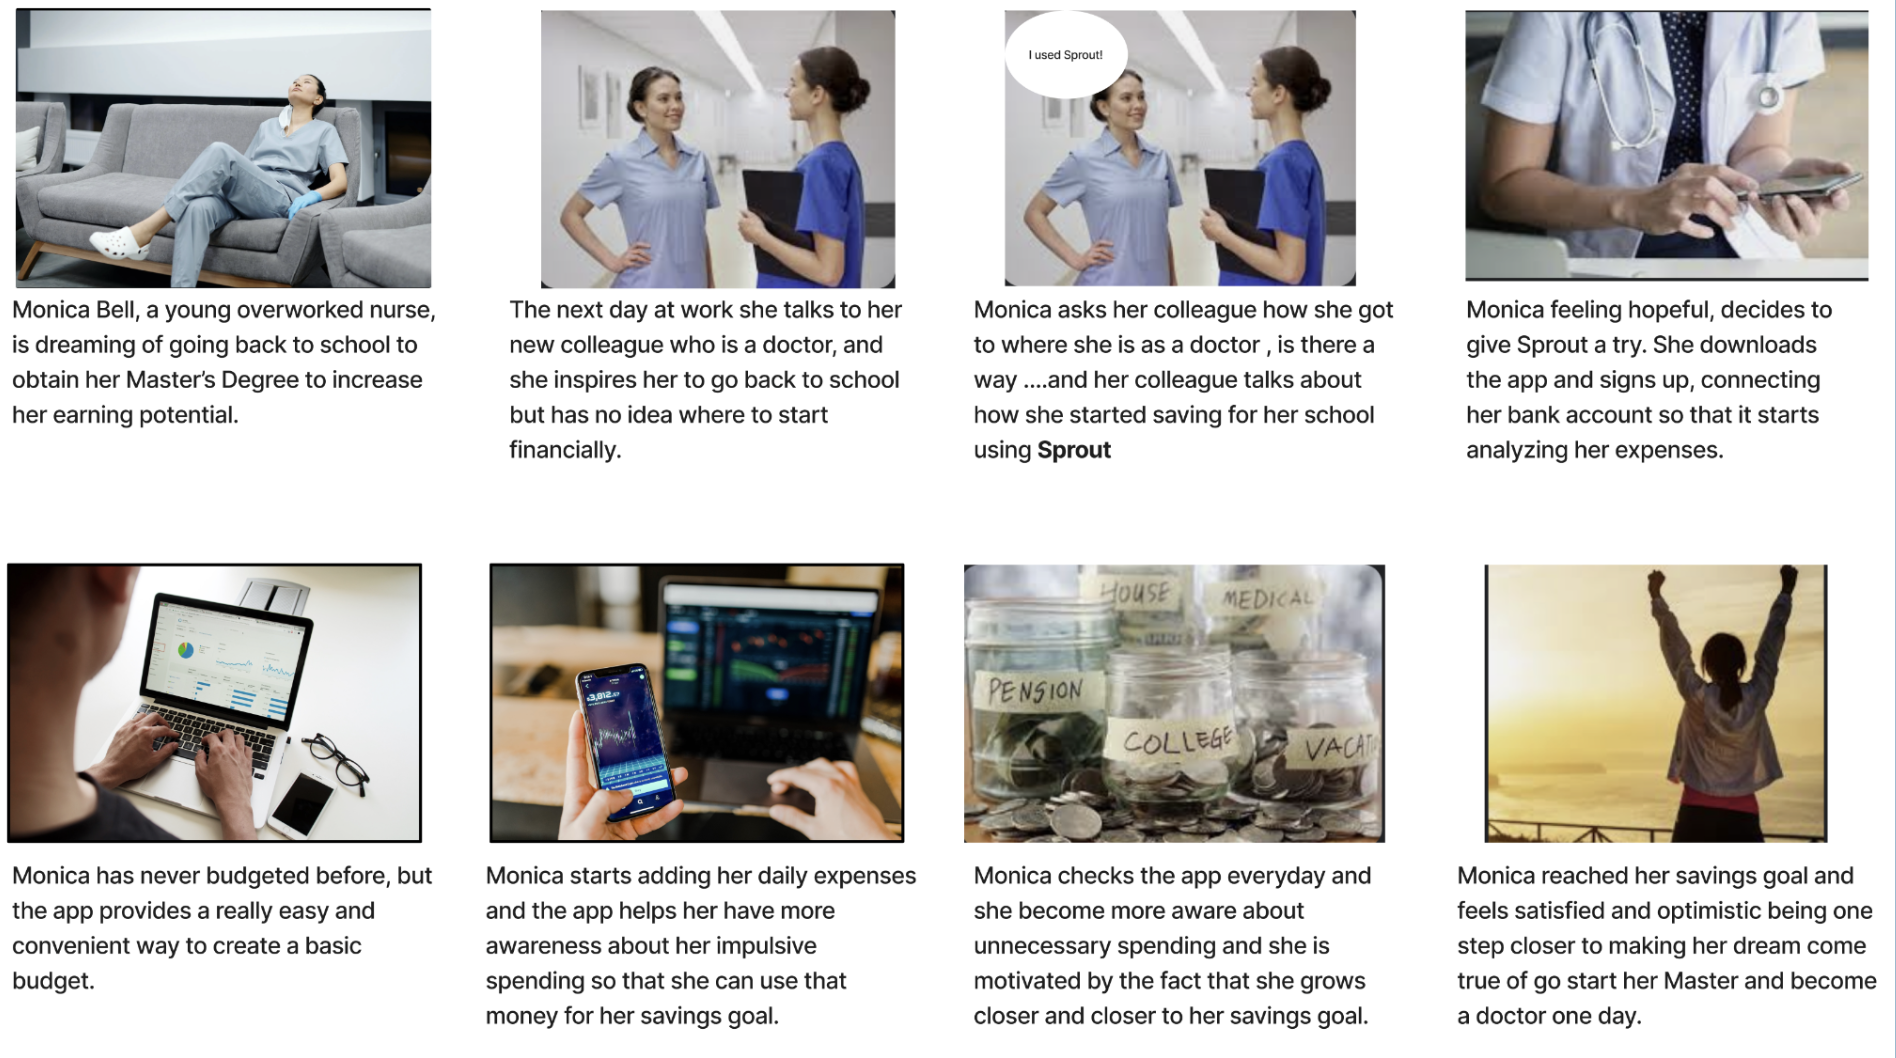 I used Sprout!
Monica Bell, a young overworked nurse,
is dreaming of going back to school to
obtain her Master's Degree to increase
her earning potential.
The next day at work she talks to her
new colleague who is a doctor, and
she inspires her to go back to school
but has no idea where to start
financially.
Monica asks her colleague how she got
to where she is as a doctor , is there a
way ....and her colleague talks about
how she started saving for her school
using Sprout
Monica feeling hopeful, decides to
give Sprout a try. She downloads
the app and signs up, connecting
her bank account so that it starts
analyzing her expenses.
Monica has never budgeted before, but
the app provides a really easy and
convenient way to create a basic
budget.
Monica starts adding her daily expenses
and the app helps her have more
awareness about her impulsive
spending so that she can use that
money for her savings goal.
HOUSE
MEDICAL
PENSION
COLLEGE
VACAT
Monica checks the app everyday and
she become more aware about
unnecessary spending and she is
motivated by the fact that she grows
closer and closer to her savings goal.
Monica reached her savings goal and
feels satisfied and optimistic being one
step closer to making her dream come
true of go start her Master and become
a doctor one day.